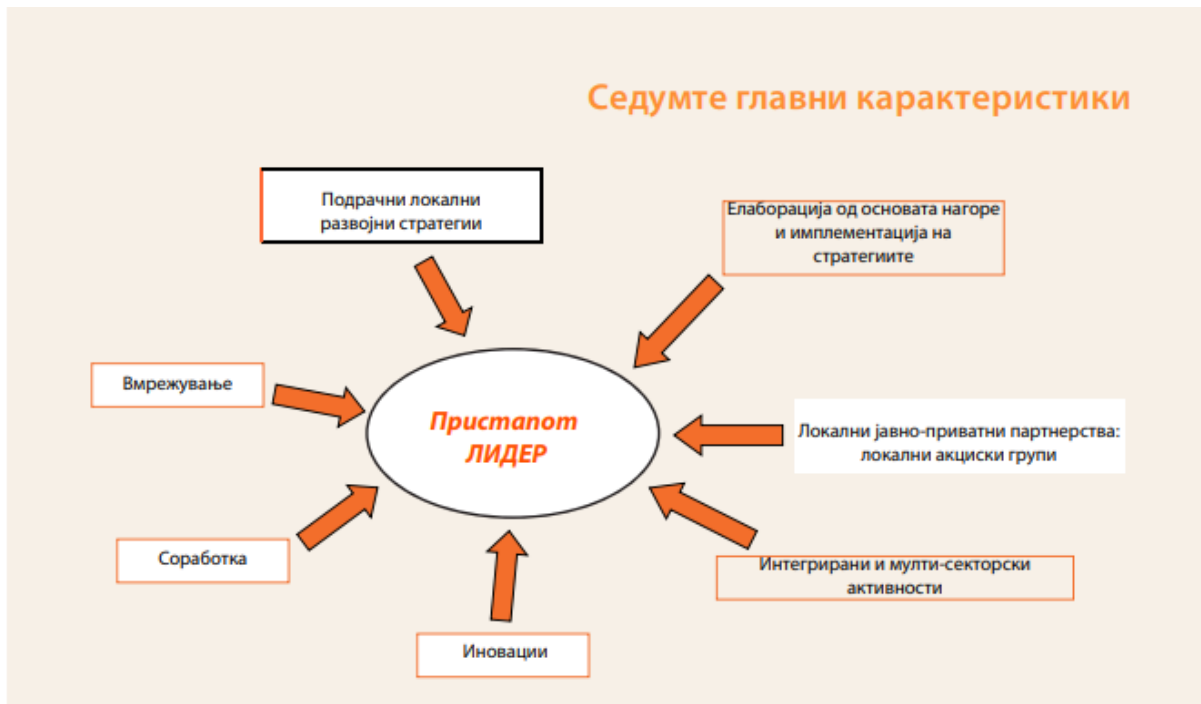 Седумте главни карактеристики
Подрачни локални
развојни стратегии
Елаборација од основата нагоре
и имплементација на
стратегиите
Вмрежување
Пристапот
ЛИДЕР
Локални јавно-приватни партнерства:
локални акциски групи
Соработка
Интегрирани и мулти-секторски
активности
Иновации